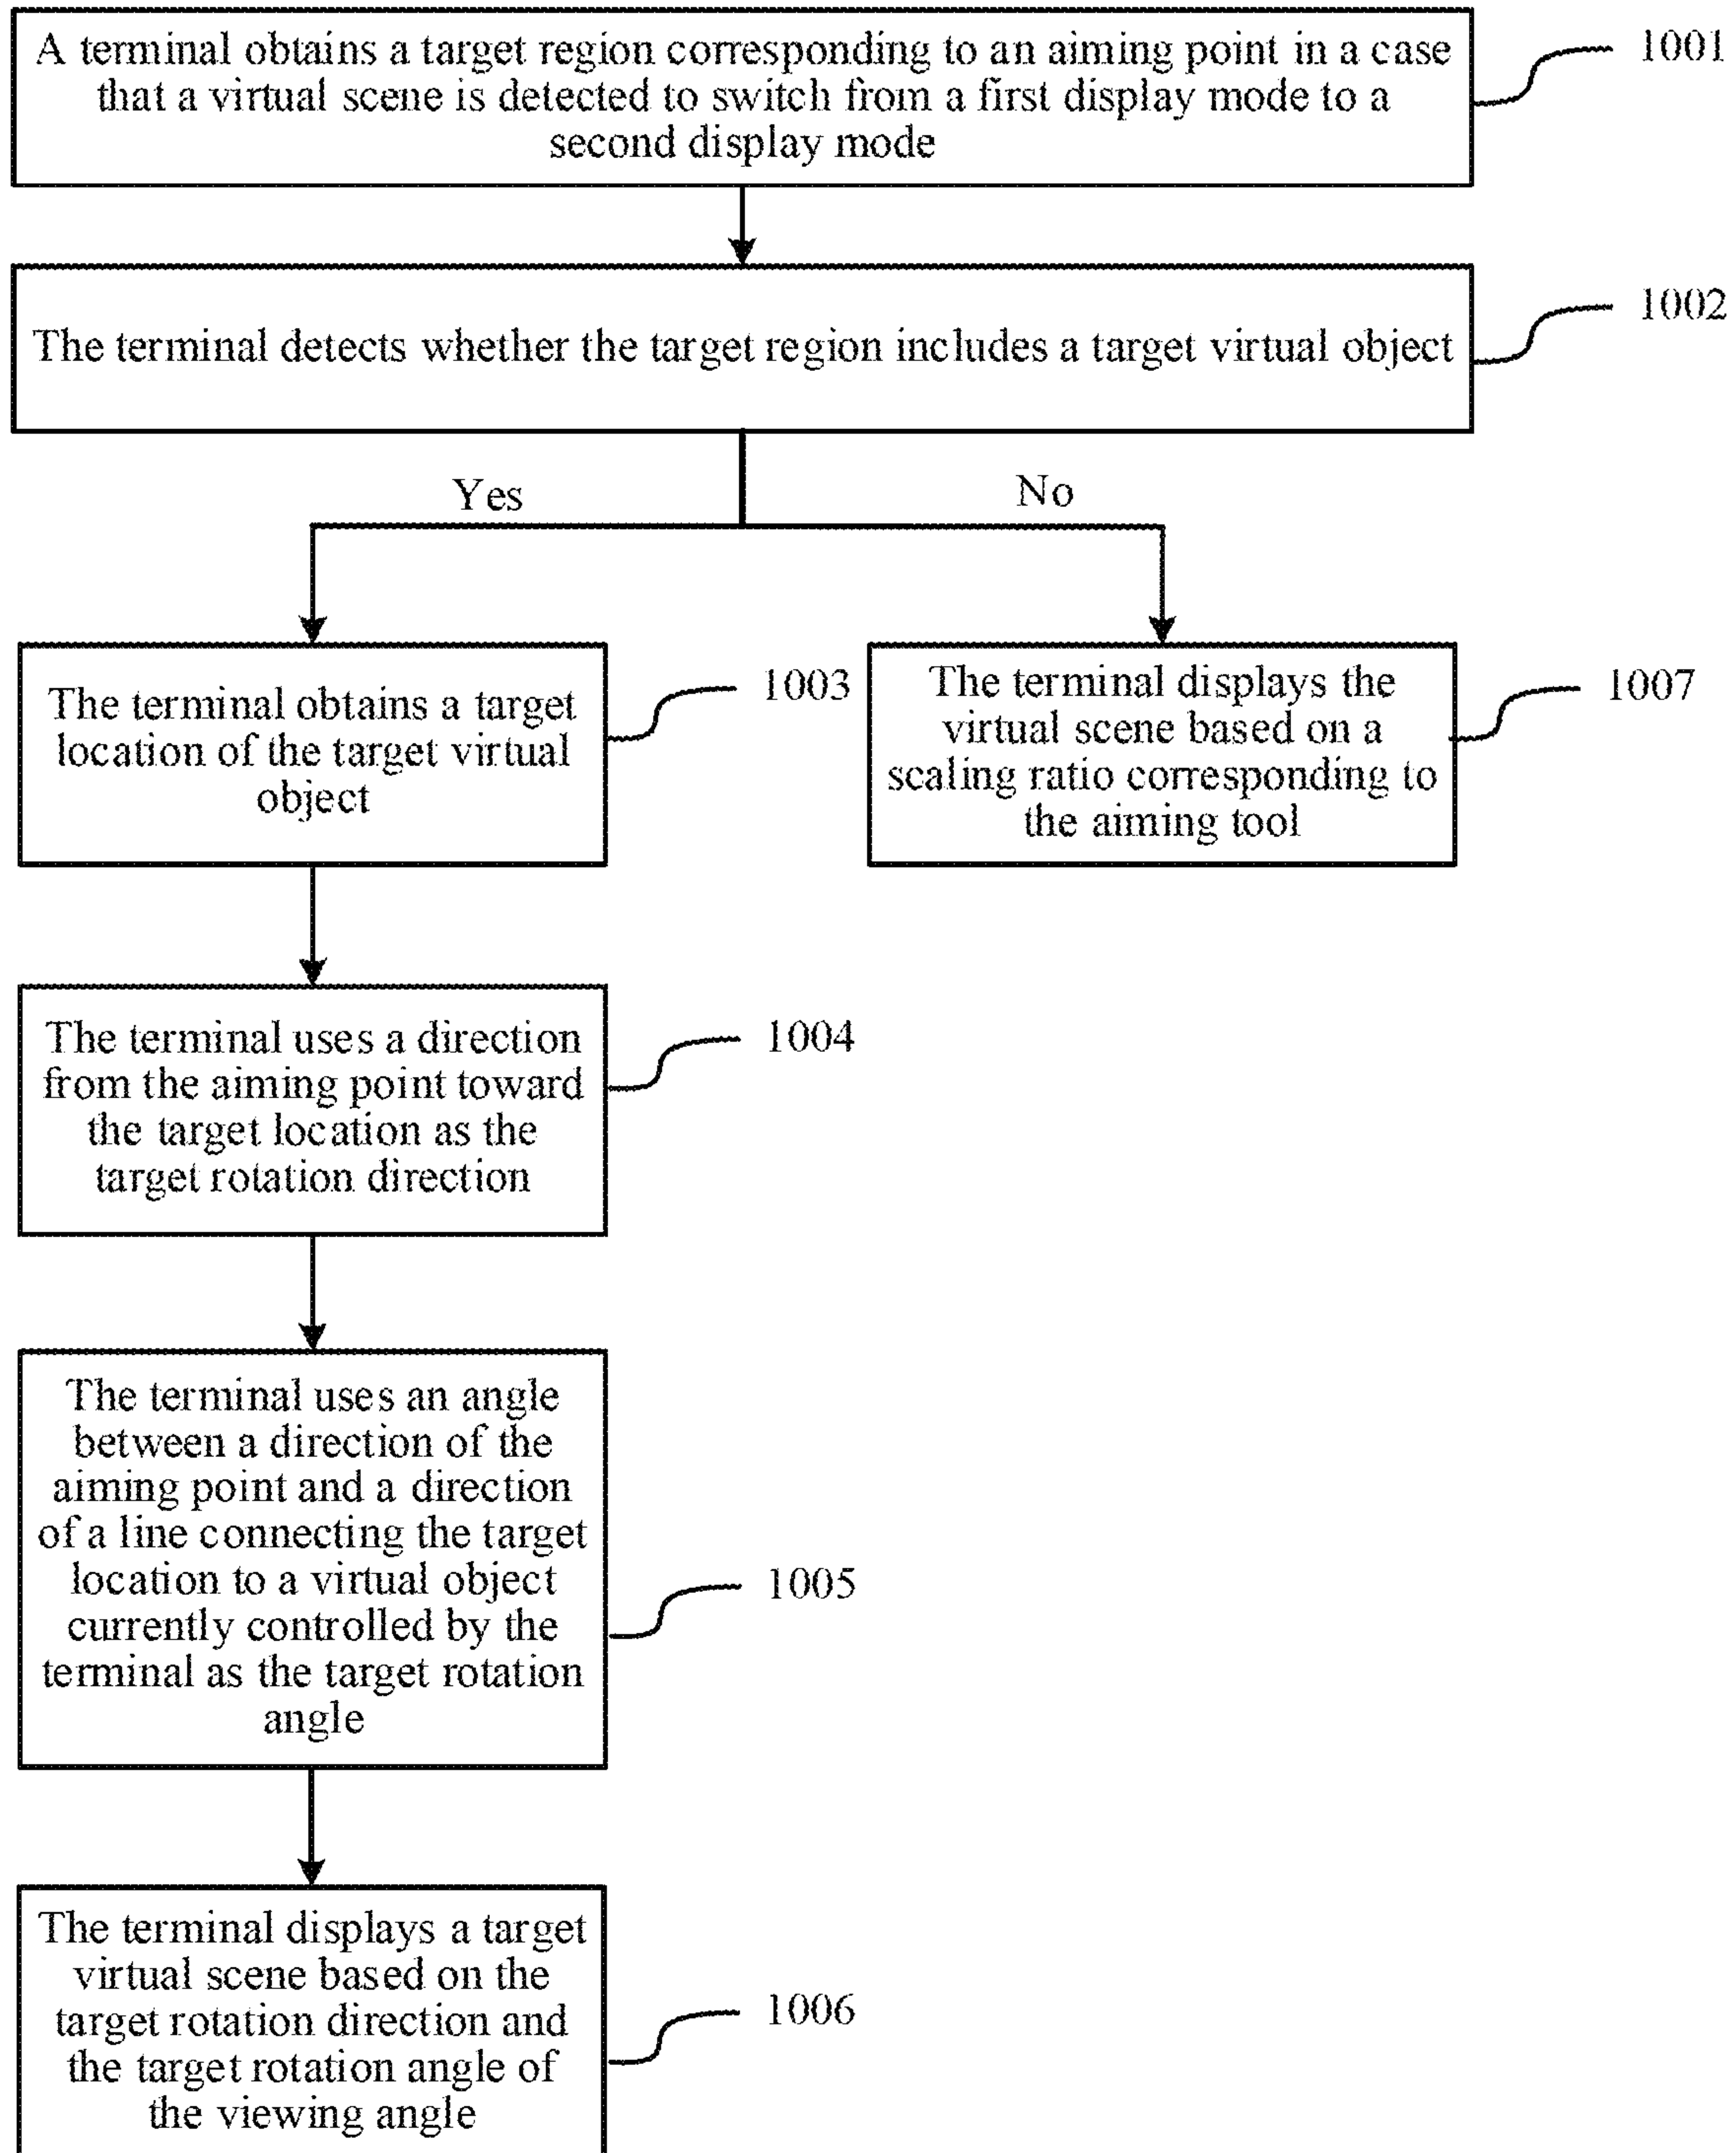 A terminal obtains a target region corresponding to an aiming point in a case
that a virtual scene is detected to switch from a first display mode to a
second display mode
1001
The terminal detects whether the target region includes a target virtual object
1002
Yes
No
The terminal obtains a target
location of the target virtual
object
1003
The terminal displays the
virtual scene based on a
scaling ratio corresponding to
the aiming tool
1007
The terminal uses a direction
from the aiming point toward
the target location as the
target rotation direction
1004
The terminal uses an angle
between a direction of the
aiming point and a direction
of a line connecting the target
location to a virtual object
currently controlled by the
terminal as the target rotation
angle
1005
The terminal displays a target
virtual scene based on the
target rotation direction and
the target rotation angle of
the viewing angle
1006